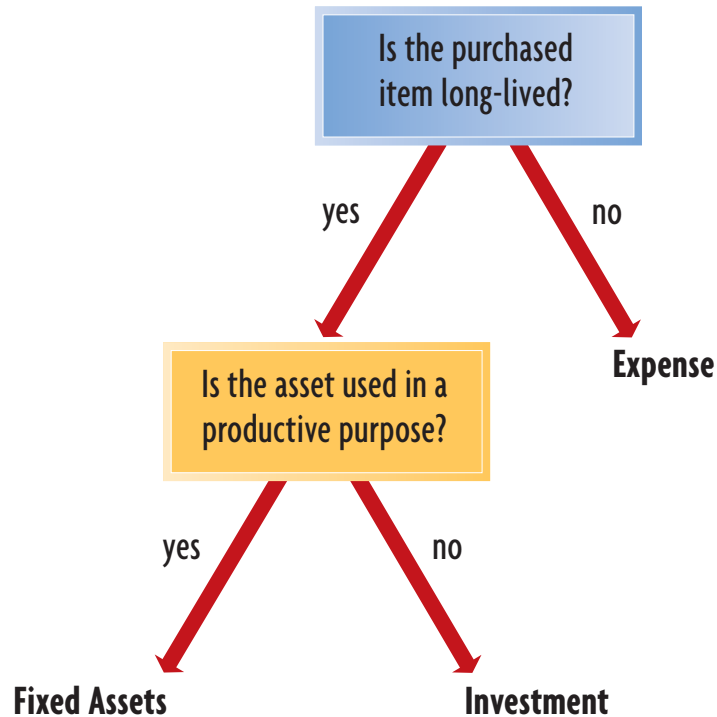 Is the purchased
item long-lived?
yes
no
Expense
Is the asset used in a
productive purpose?
yes
no
Fixed Assets
Investment